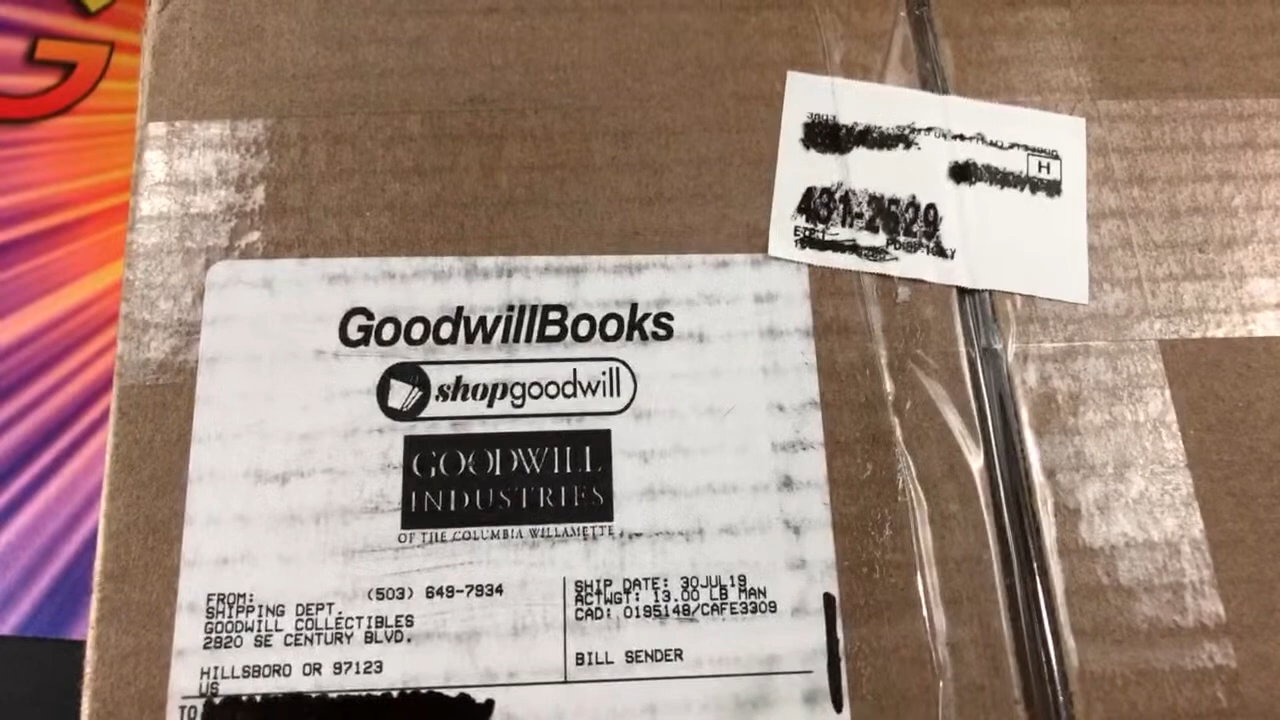 G
3803
H
431-2629
GoodwillBooks
shopgoodwill
GOODWILL
INDUSTRIES
OF THE COLUMBIA WILLAMETTE
FROM: (503) 649-7934
SHIPPING DEPT.
GOODWILL COLLECTIBLES
2920 SE CENTURY BLVD.
HILLSBORO OR 97123
US
SHIP DATE: 30JUL19
ACTWGT: 13.00 LB MAN
CAD: 0195148/CAFE3309
BILL SENDER
TO